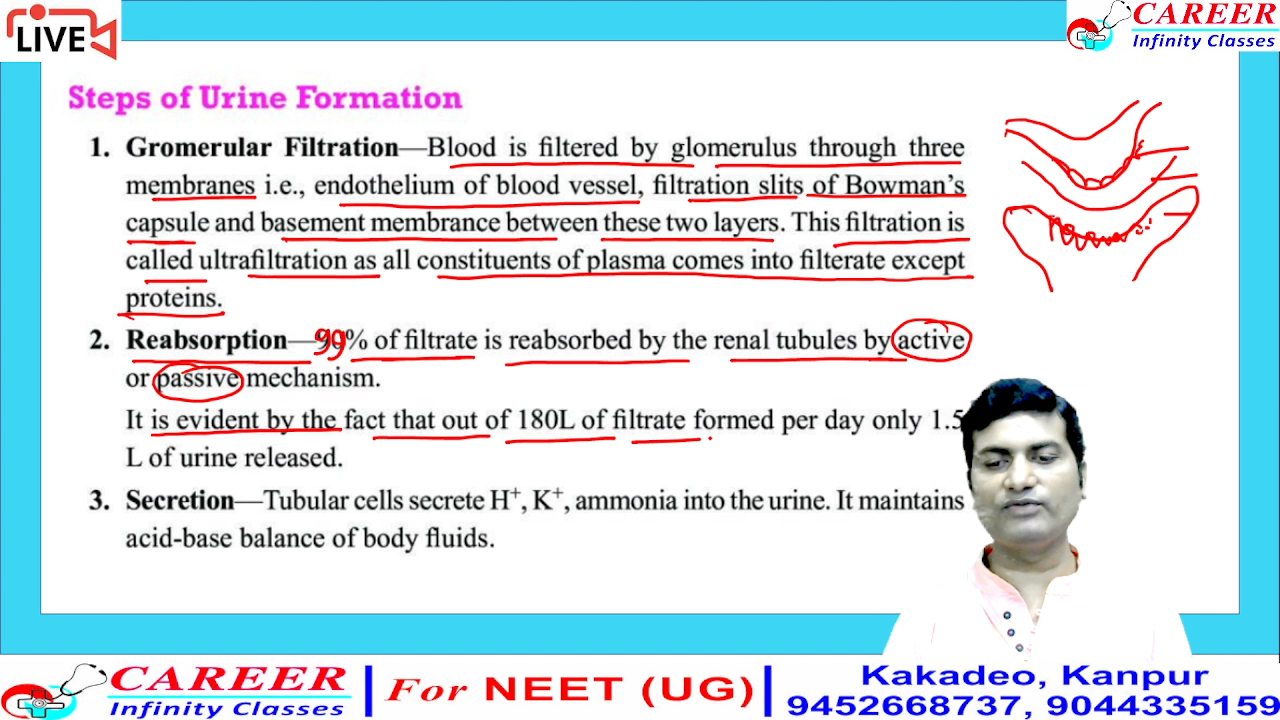 LIVE
CAREER
Infinity Classes
Steps of Urine Formation
1. Gromerular Filtration—Blood is filtered by glomerulus through three
membranes i.e., endothelium of blood vessel, filtration slits of Bowman's
capsule and basement membrance between these two layers. This filtration is
called ultrafiltration as all constituents of plasma comes into filterate except
proteins.
2. Reabsorption—99% of filtrate is reabsorbed by the renal tubules by active
or passive mechanism.
It is evident by the fact that out of 180L of filtrate formed per day only 1.5
L of urine released.
3. Secretion—Tubular cells secrete H⁺, K⁺, ammonia into the urine. It maintains
acid-base balance of body fluids.
CAREER
Infinity Classes
For NEET (UG)
Kakadeo, Kanpur
9452668737, 9044335159